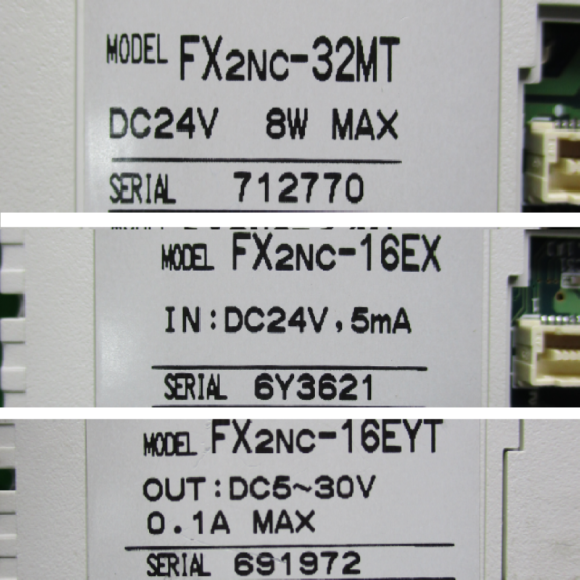 MODEL FX2NC-32MT
DC24V 8W MAX
SERIAL 712770
MODEL FX2NC-16EX
IN:DC24V,5mA
SERIAL 6Y3621
MODEL FX2NC-16EYT
OUT:DC5~30V
0.1A MAX
SERIAL 691972